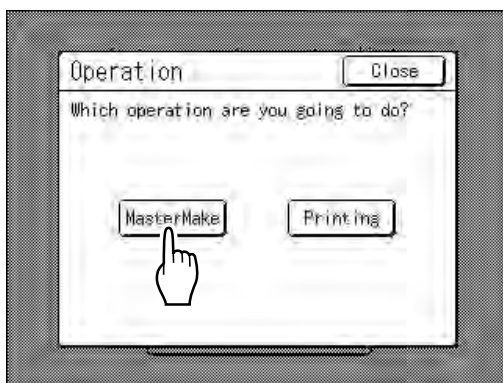 Operation Close
Which operation are you going to do?
MasterMake Printing